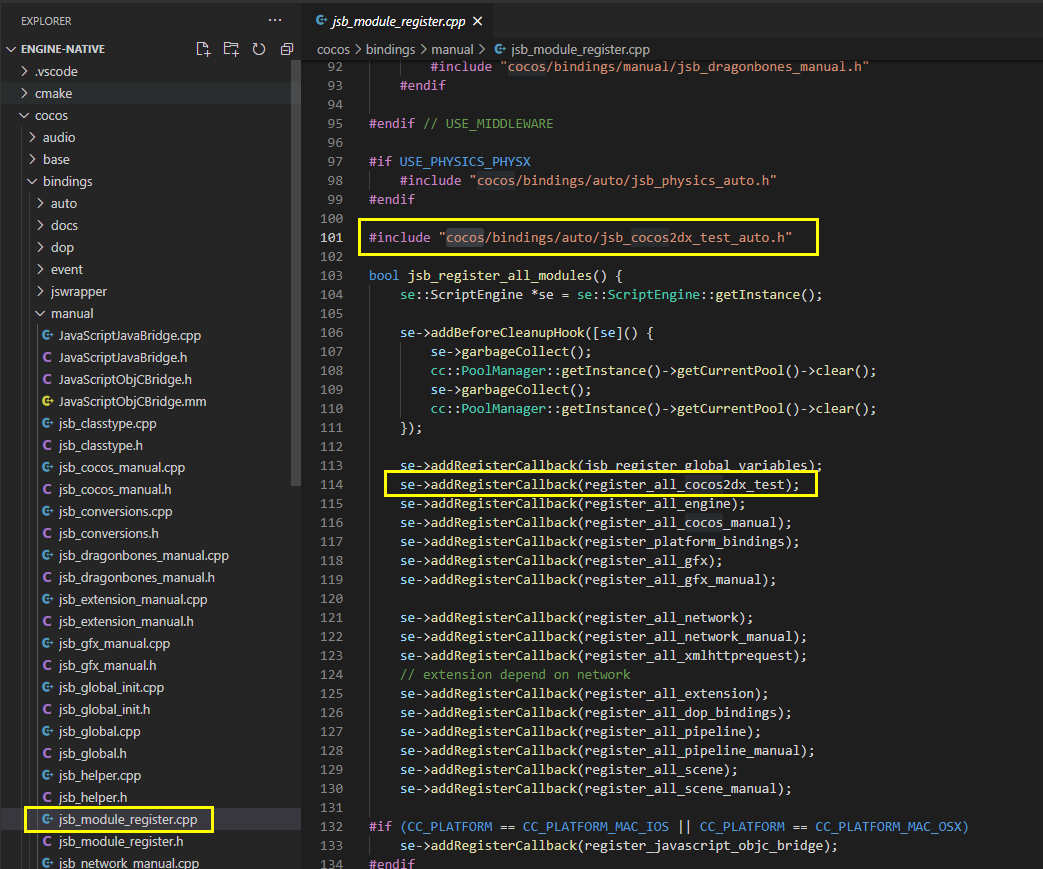 EXPLORER
ENGINE-NATIVE
.vscode
cmake
cocos
audio
base
bindings
auto
docs
dop
event
jswrapper
manual
JavaScriptJavaBridge.cpp
JavaScriptJavaBridge.h
JavaScriptObjCBridge.h
JavaScriptObjCBridge.mm
jsb_classtype.cpp
jsb_classtype.h
jsb_cocos_manual.cpp
jsb_cocos_manual.h
jsb_conversions.cpp
jsb_conversions.h
jsb_dragonbones_manual.cpp
jsb_dragonbones_manual.h
jsb_extension_manual.cpp
jsb_extension_manual.h
jsb_gfx_manual.cpp
jsb_gfx_manual.h
jsb_global_init.cpp
jsb_global_init.h
jsb_global.cpp
jsb_global.h
jsb_helper.cpp
jsb_helper.h
jsb_module_register.cpp
jsb_module_register.h
jsb_network_manual.cpp
jsb_module_register.cpp
cocos > bindings > manual > jsb_module_register.cpp
92 #include "cocos/bindings/manual/jsb_dragonbones_manual.h"
93 #endif
94
95 #endif // USE_MIDDLEWARE
96
97 #if USE_PHYSICS_PHYSX
98 #include "cocos/bindings/auto/jsb_physics_auto.h"
99 #endif
100
101 #include "cocos/bindings/auto/jsb_cocos2dx_test_auto.h"
102
103 bool jsb_register_all_modules() {
104 se::ScriptEngine *se = se::ScriptEngine::getInstance();
105
106 se->addBeforeCleanupHook([se]() {
107 se->garbageCollect();
108 cc::PoolManager::getInstance()->getCurrentPool()->clear();
109 se->garbageCollect();
110 cc::PoolManager::getInstance()->getCurrentPool()->clear();
111 });
112
113 se->addRegisterCallback(jsb_register_global_variables);
114 se->addRegisterCallback(register_all_cocos2dx_test);
115 se->addRegisterCallback(register_all_engine);
116 se->addRegisterCallback(register_all_cocos_manual);
117 se->addRegisterCallback(register_platform_bindings);
118 se->addRegisterCallback(register_all_gfx);
119 se->addRegisterCallback(register_all_gfx_manual);
120
121 se->addRegisterCallback(register_all_network);
122 se->addRegisterCallback(register_all_network_manual);
123 se->addRegisterCallback(register_all_xmlhttprequest);
124 // extension depend on network
125 se->addRegisterCallback(register_all_extension);
126 se->addRegisterCallback(register_all_dop_bindings);
127 se->addRegisterCallback(register_all_pipeline);
128 se->addRegisterCallback(register_all_pipeline_manual);
129 se->addRegisterCallback(register_all_scene);
130 se->addRegisterCallback(register_all_scene_manual);
131
132 #if (CC_PLATFORM == CC_PLATFORM_MAC_IOS || CC_PLATFORM == CC_PLATFORM_MAC_OSX)
133 se->addRegisterCallback(register_javascript_objc_bridge);
134 #endif